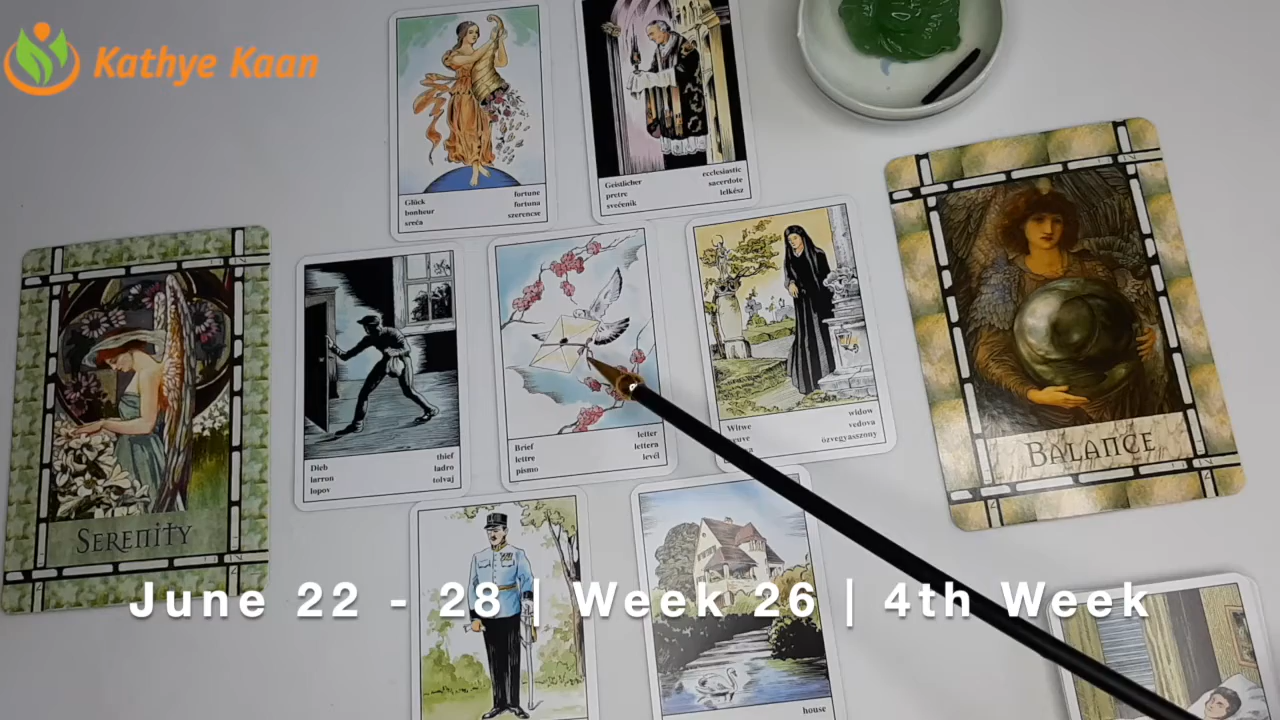 Kathye Kaan
Glück
bonheur
sreča
fortune
fortuna
szerencse
Geistlicher
pretre
svečenik
ecclesiastic
sacerdote
lelkész
Dieb
larron
lopov
thief
ladro
tolvaj
Brief
lettre
pismo
letter
lettera
levél
Witwe
widow
vedova
özvegyasszony
SERENITY
BALANCE
house
June 22 - 28 | Week 26 | 4th Week